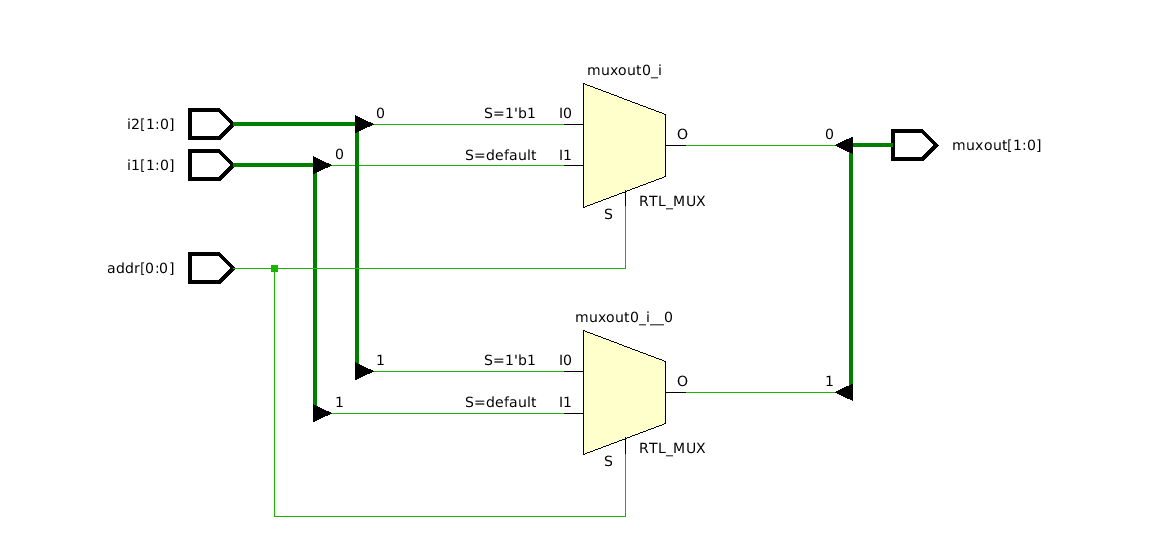 muxout0_i
i2[1:0]
0
S=1'b1
I0
i1[1:0]
0
S=default
I1
O
0
muxout[1:0]
S
RTL_MUX
addr[0:0]
muxout0_i__0
1
S=1'b1
I0
1
S=default
I1
O
1
S
RTL_MUX